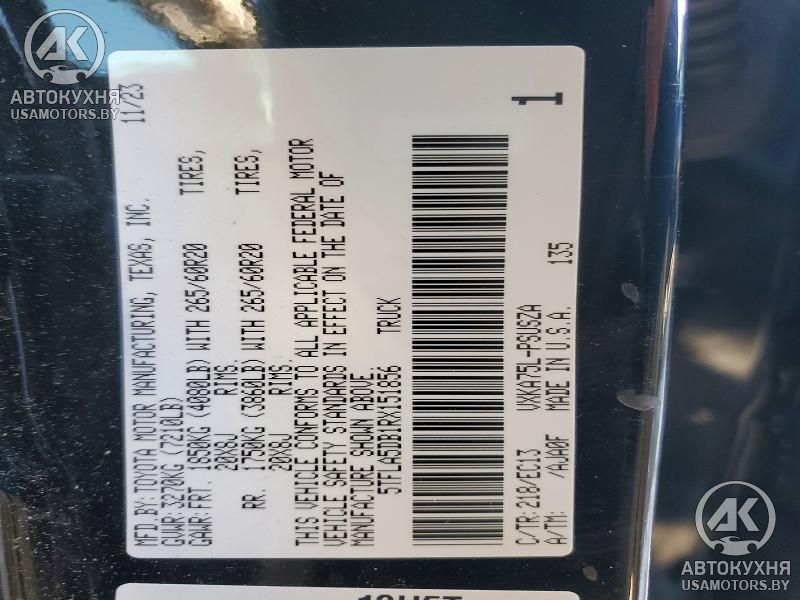 MFD.BY:TOYOTA MOTOR MANUFACTURING, TEXAS, INC. 11/23
GVWR:3270KG (7210LB)
GAWR:FRT. 1850KG (4080LB) WITH 265/60R20 TIRES,
20X8J RIMS.
RR. 1750KG (3860LB) WITH 265/60R20 TIRES,
20X8J RIMS.
THIS VEHICLE CONFORMS TO ALL APPLICABLE FEDERAL MOTOR
VEHICLE SAFETY STANDARDS IN EFFECT ON THE DATE OF
MANUFACTURE SHOWN ABOVE.
5TFLA5DB1RX151856 TRUCK
1
C/TR:218/EC13 VXKA75L-PSUSZA
A/TM: /AJA0F MADE IN U.S.A. 135
AK
АВТОКУХНЯ
USAMOTORS.BY
AK
АВТОКУХНЯ
USAMOTORS.BY